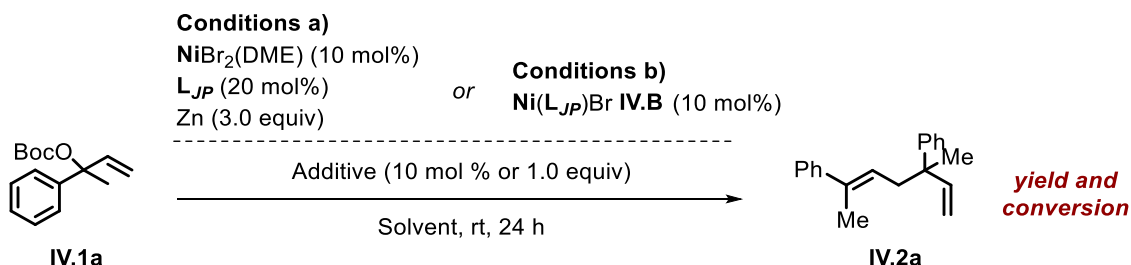 Conditions a)
NiBr2(DME) (10 mol%)
LJP (20 mol%)
Zn (3.0 equiv)
or
Conditions b)
Ni(LJP)Br IV.B (10 mol%)
BocO
IV.1a
Additive (10 mol % or 1.0 equiv)
Solvent, rt, 24 h
Ph
Ph
Me
Me
IV.2a
yield and
conversion